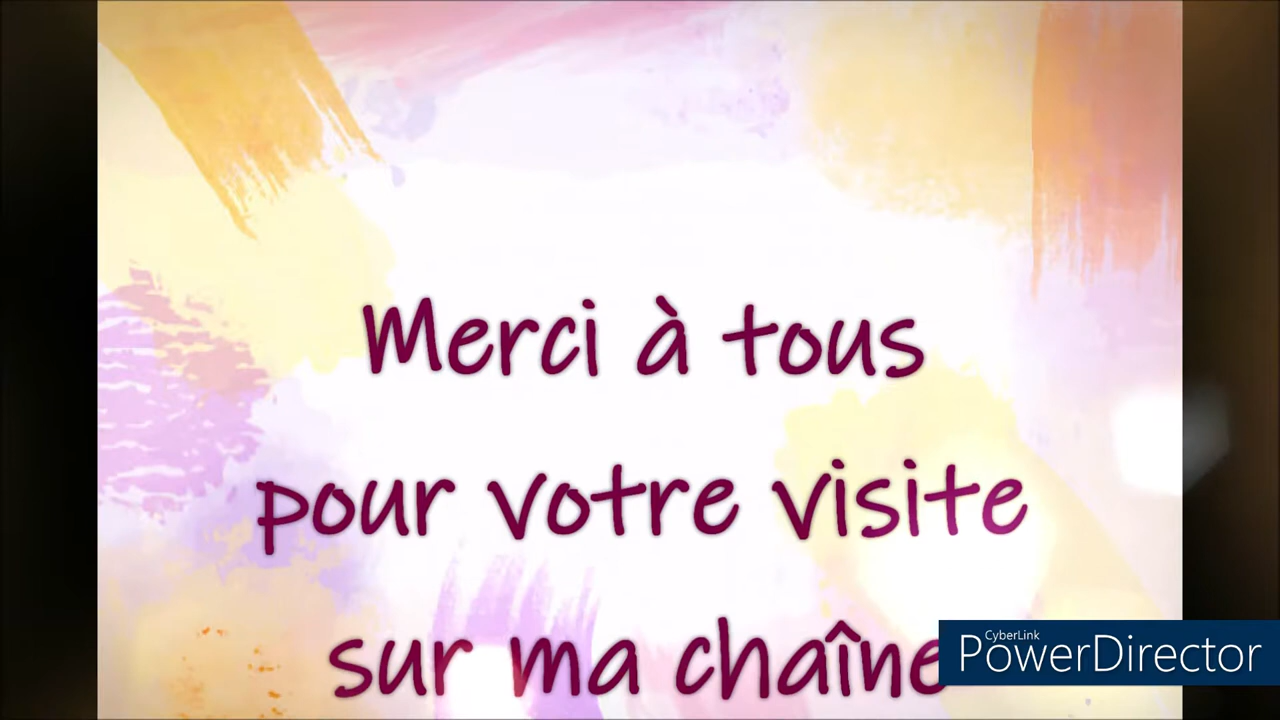 Merci à tous
pour votre visite
sur ma chaîne
CyberLink
PowerDirector